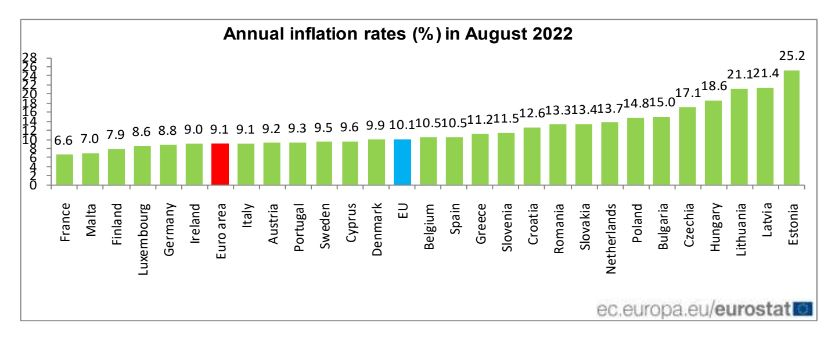 Annual inflation rates (%) in August 2022
28
26
24
22
20
18
16
14
12
10
8
6
4
2
0
6.6 7.0 7.9 8.6 8.8 9.0 9.1 9.1 9.2 9.3 9.5 9.6 9.9 10.1 10.5 10.5 11.2 11.5 12.6 13.3 13.4 13.7 14.8 15.0 17.1 18.6 21.1 21.4 25.2
France
Malta
Finland
Luxembourg
Germany
Ireland
Euro area
Italy
Austria
Portugal
Sweden
Cyprus
Denmark
EU
Belgium
Spain
Greece
Slovenia
Croatia
Romania
Slovakia
Netherlands
Poland
Bulgaria
Czechia
Hungary
Lithuania
Latvia
Estonia
ec.europa.eu/eurostat